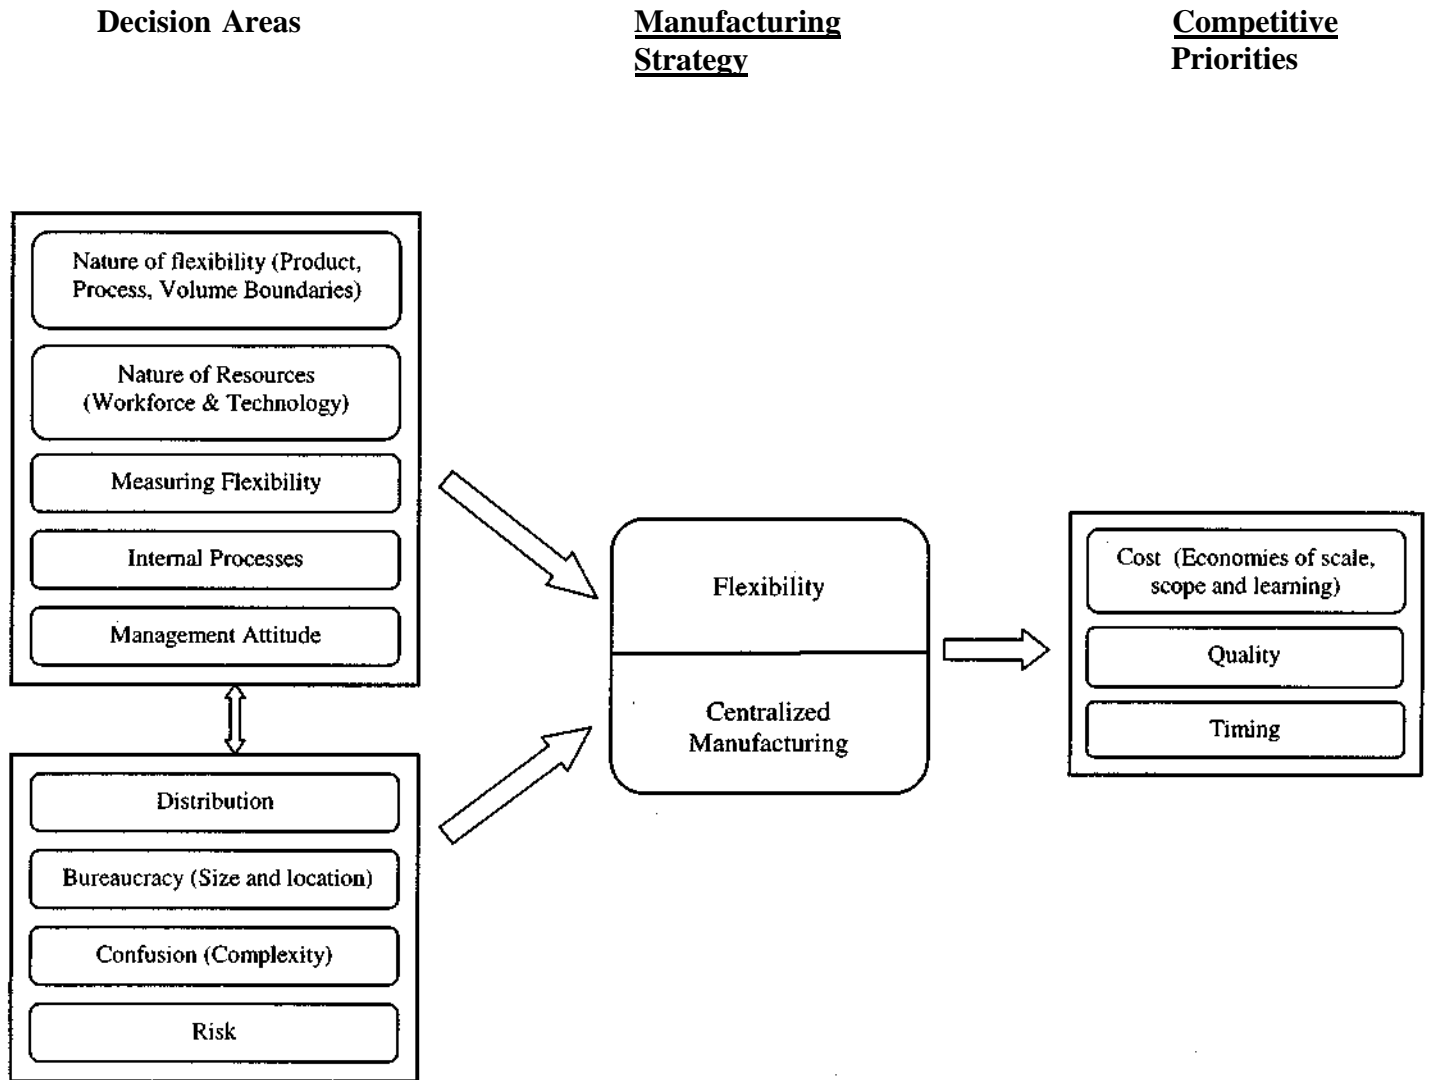 Decision Areas
Manufacturing
Strategy
Competitive
Priorities
Nature of flexibility (Product,
Process, Volume Boundaries)
Nature of Resources
(Workforce & Technology)
Measuring Flexibility
Internal Processes
Management Attitude
Distribution
Bureaucracy (Size and location)
Confusion (Complexity)
Risk
Flexibility
Centralized
Manufacturing
Cost (Economies of scale,
scope and learning)
Quality
Timing